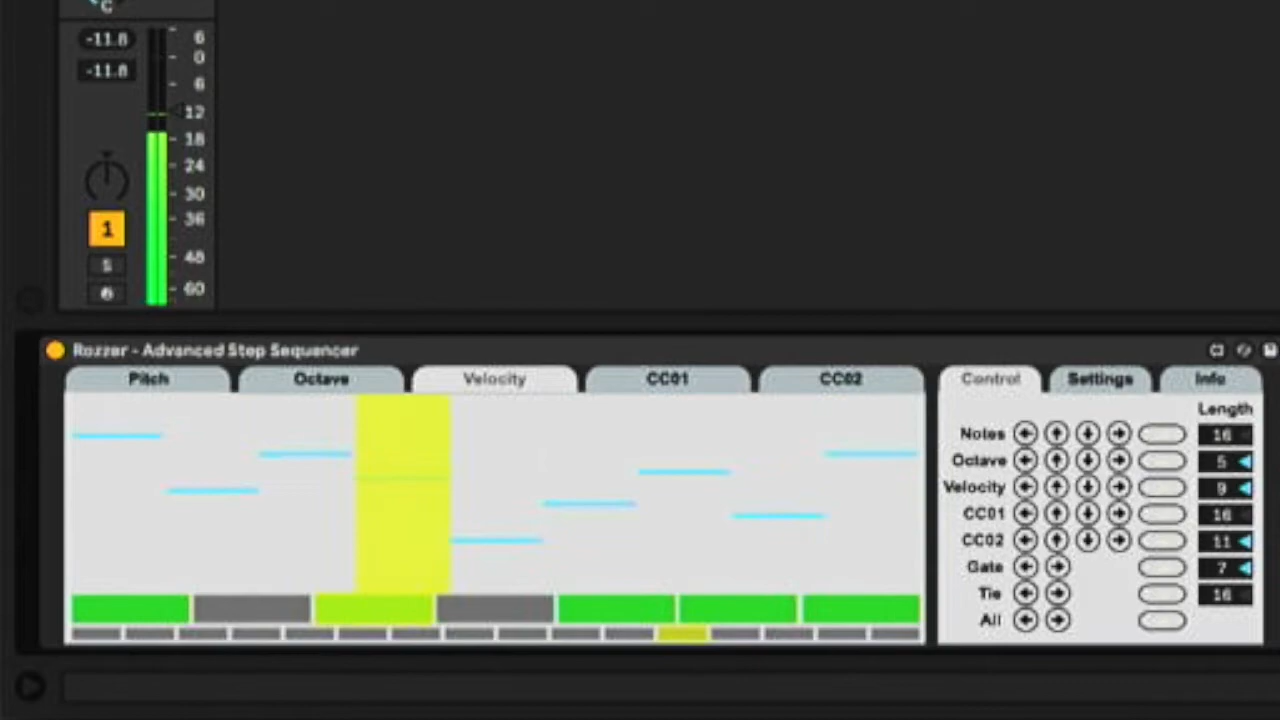 C
-11.8
-11.8
6
0
6
12
18
24
30
36
48
60
1
S
Rozzer - Advanced Step Sequencer
Pitch Octave Velocity CC01 CC02
Control Settings Info
Length
Notes 16
Octave 5
Velocity 9
CC01 16
CC02 11
Gate 7
Tie 16
All